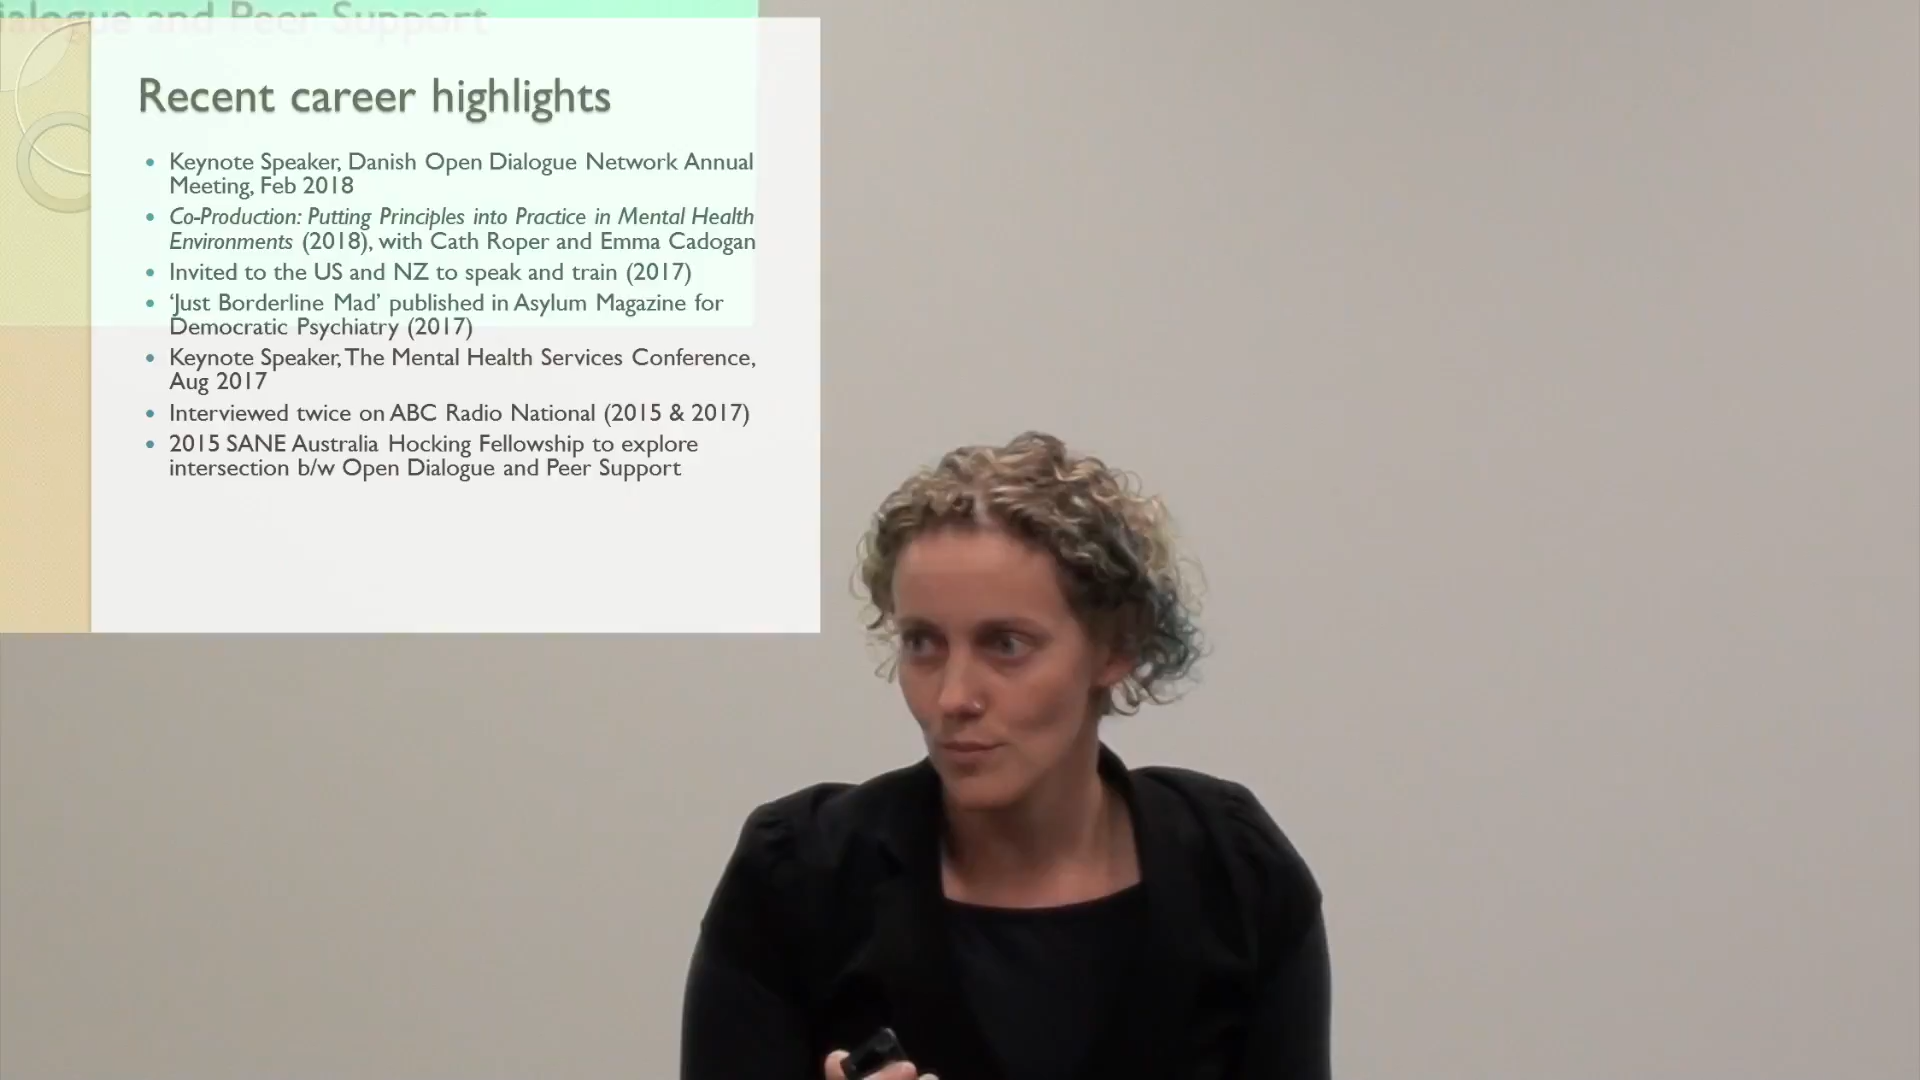 ialogue and Peer Support
Recent career highlights
• Keynote Speaker, Danish Open Dialogue Network Annual
Meeting, Feb 2018
• Co-Production: Putting Principles into Practice in Mental Health
Environments (2018), with Cath Roper and Emma Cadogan
• Invited to the US and NZ to speak and train (2017)
• ‘Just Borderline Mad’ published in Asylum Magazine for
Democratic Psychiatry (2017)
• Keynote Speaker, The Mental Health Services Conference,
Aug 2017
• Interviewed twice on ABC Radio National (2015 & 2017)
• 2015 SANE Australia Hocking Fellowship to explore
intersection b/w Open Dialogue and Peer Support